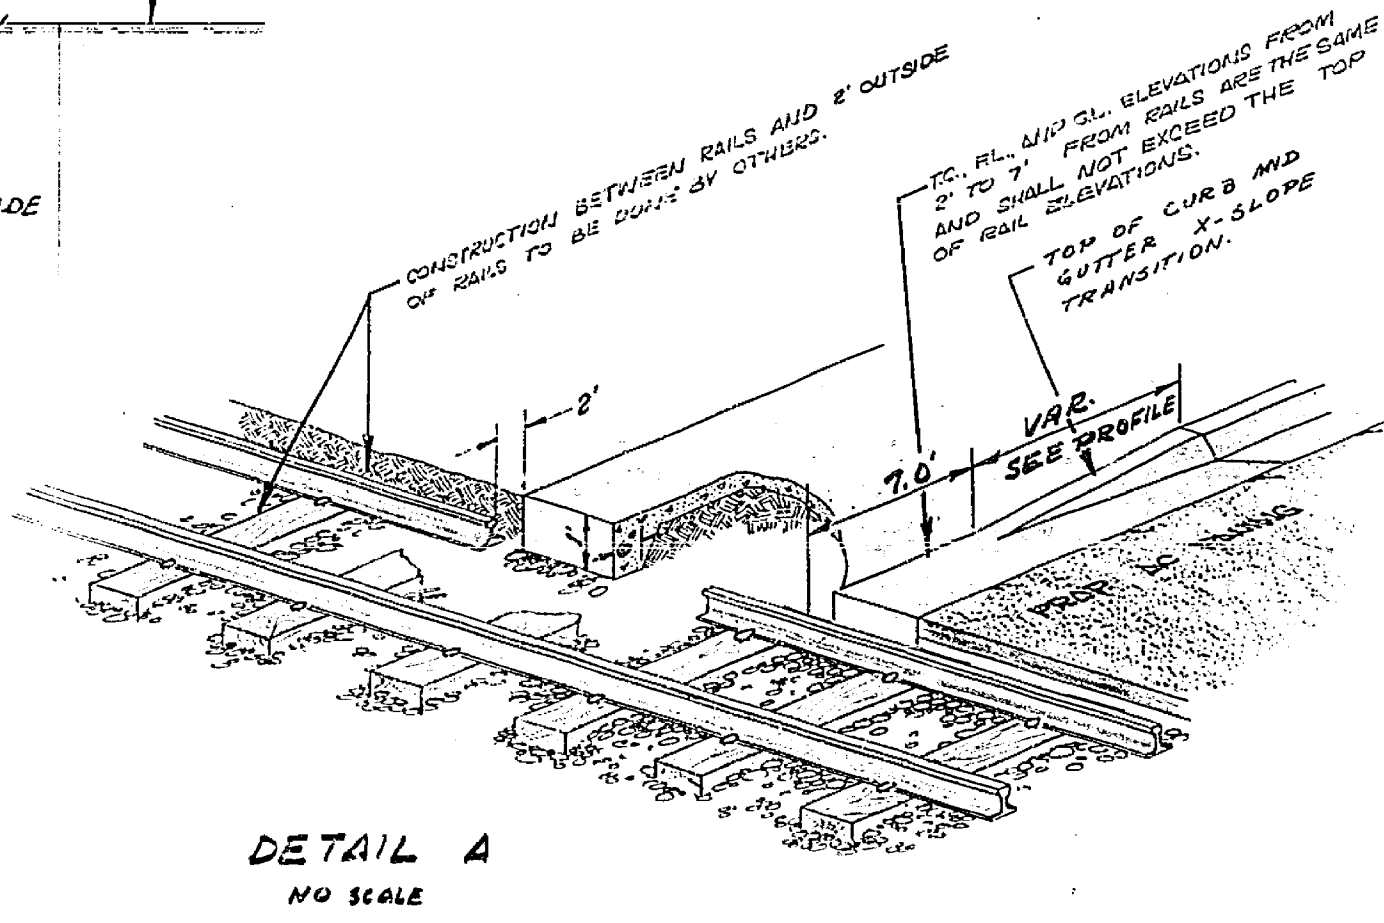 CONSTRUCTION BETWEEN RAILS AND 2' OUTSIDE
OF RAILS TO BE DONE BY OTHERS.
T.C., F.L., AND G.L. ELEVATIONS FROM
2' TO 7' FROM RAILS ARE THE SAME
AND SHALL NOT EXCEED THE TOP
OF RAIL ELEVATIONS.
TOP OF CURB AND
GUTTER X-SLOPE
TRANSITION.
2'
VAR.
SEE PROFILE
7.0'
PROP. AC
DETAIL A
NO SCALE